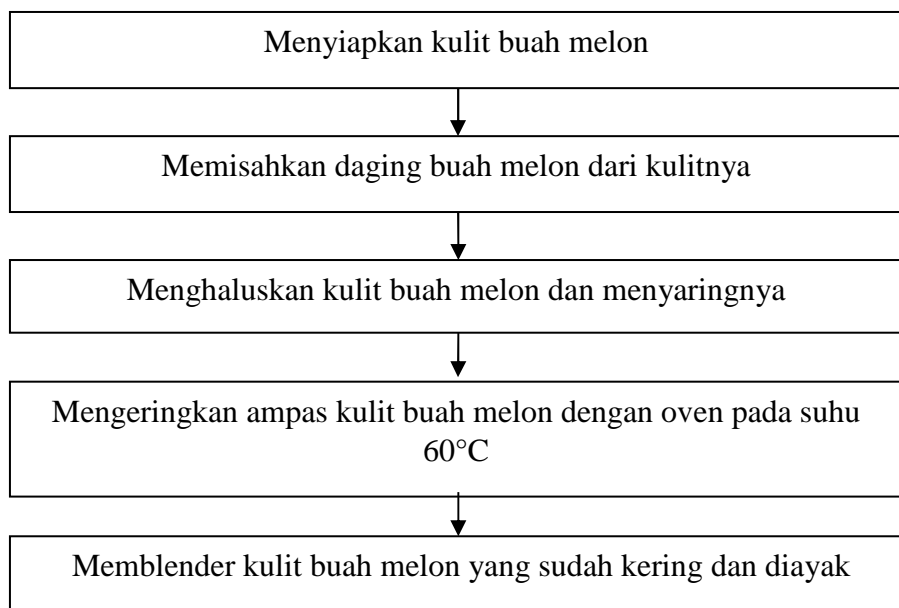 Menyiapkan kulit buah melon
Memisahkan daging buah melon dari kulitnya
Menghaluskan kulit buah melon dan menyaringnya
Mengeringkan ampas kulit buah melon dengan oven pada suhu
60°C
Memblender kulit buah melon yang sudah kering dan diayak